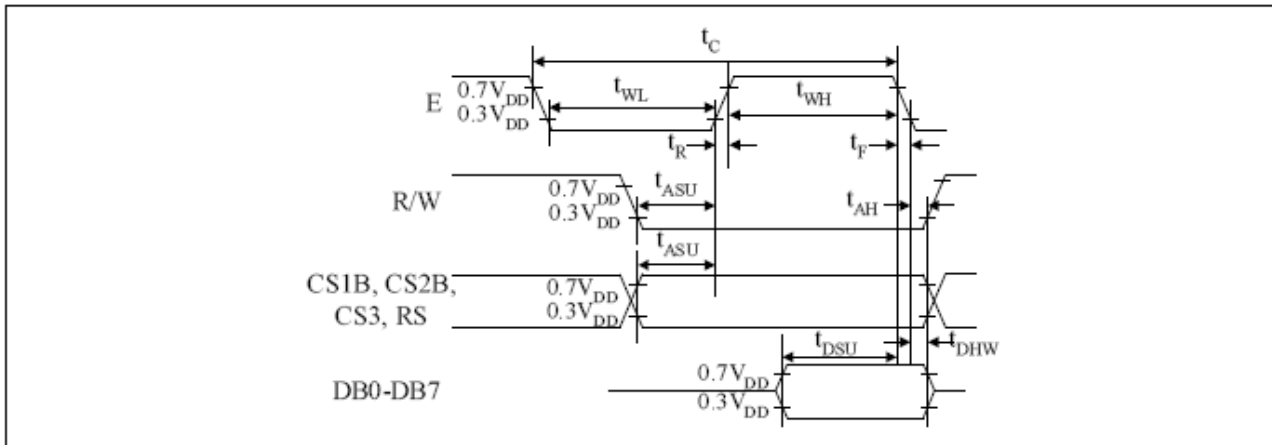 tC
E
0.7VDD
0.3VDD
tWL
tWH
tR
tF
R/W
0.7VDD
0.3VDD
tASU
tAH
tASU
CS1B, CS2B,
CS3, RS
0.7VDD
0.3VDD
tDSU
tDHW
DB0-DB7
0.7VDD
0.3VDD